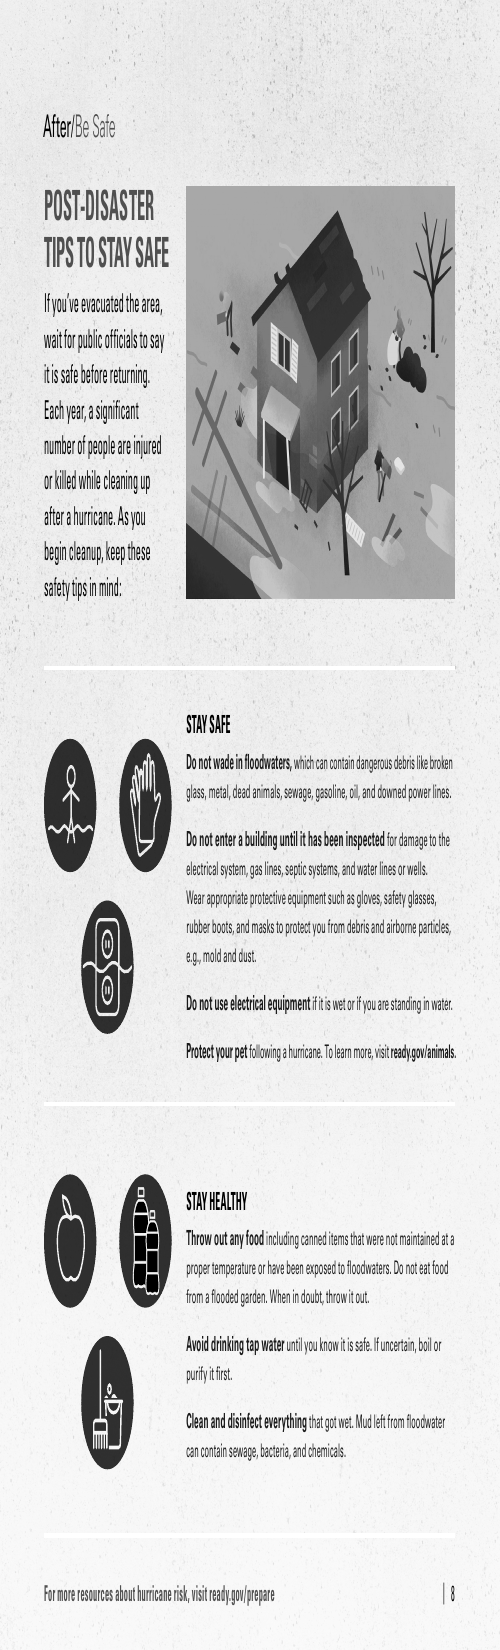 After/Be Safe
POST-DISASTER
TIPS TO STAY SAFE
If you've evacuated the area,
wait for public officials to say
it is safe before returning.
Each year, a significant
number of people are injured
or killed while cleaning up
after a hurricane. As you
begin cleanup, keep these
safety tips in mind:
STAY SAFE
Do not wade in floodwaters, which can contain dangerous debris like broken
glass, metal, dead animals, sewage, gasoline, oil, and downed power lines.
Do not enter a building until it has been inspected for damage to the
electrical system, gas lines, septic systems, and water lines or wells.
Wear appropriate protective equipment such as gloves, safety glasses,
rubber boots, and masks to protect you from debris and airborne particles,
e.g., mold and dust.
Do not use electrical equipment if it is wet or if you are standing in water.
Protect your pet following a hurricane. To learn more, visit ready.gov/animals.
STAY HEALTHY
Throw out any food including canned items that were not maintained at a
proper temperature or have been exposed to floodwaters. Do not eat food
from a flooded garden. When in doubt, throw it out.
Avoid drinking tap water until you know it is safe. If uncertain, boil or
purify it first.
Clean and disinfect everything that got wet. Mud left from floodwater
can contain sewage, bacteria, and chemicals.
For more resources about hurricane risk, visit ready.gov/prepare
| 8